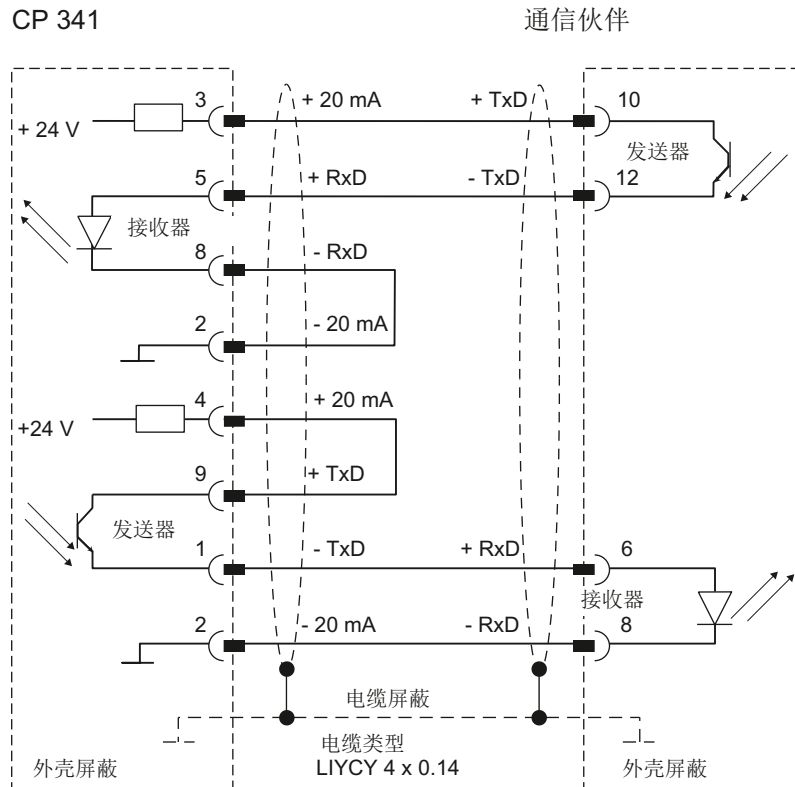 CP 341
通信伙伴
3
+ 20 mA
+ TxD
10
+ 24 V
发送器
5
+ RxD
- TxD
12
接收器
8
- RxD
2
- 20 mA
4
+ 20 mA
+24 V
9
+ TxD
发送器
1
- TxD
+ RxD
6
接收器
2
- 20 mA
- RxD
8
电缆屏蔽
电缆类型
外壳屏蔽
LIYCY 4 x 0.14
外壳屏蔽